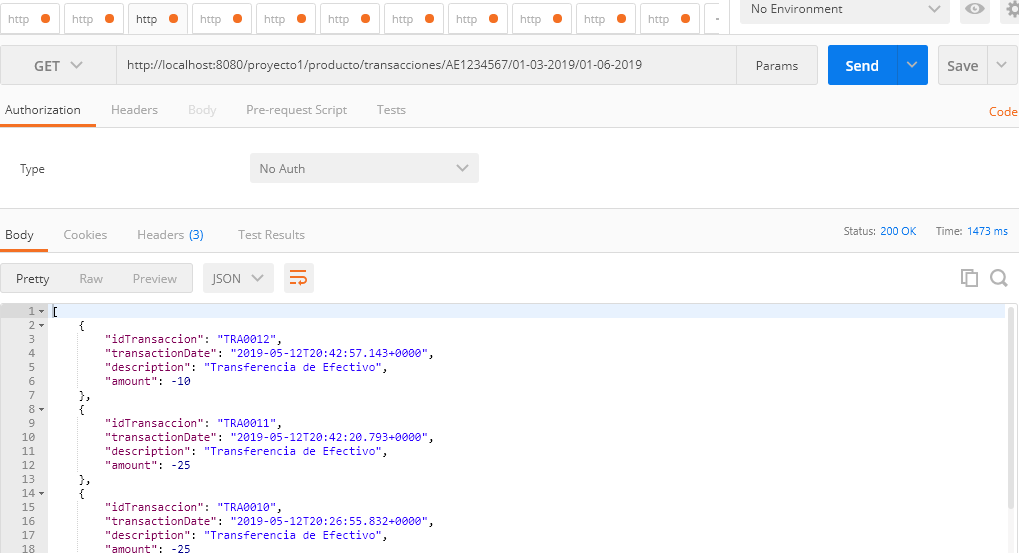 http http http http http http http http http http http No Environment
GET http://localhost:8080/proyecto1/producto/transacciones/AE1234567/01-03-2019/01-06-2019 Params Send Save
Authorization Headers Body Pre-request Script Tests Code
Type No Auth
Body Cookies Headers (3) Test Results Status: 200 OK Time: 1473 ms
Pretty Raw Preview JSON
1 [
2 {
3 "idTransaccion": "TRA0012",
4 "transactionDate": "2019-05-12T20:42:57.143+0000",
5 "description": "Transferencia de Efectivo",
6 "amount": -10
7 },
8 {
9 "idTransaccion": "TRA0011",
10 "transactionDate": "2019-05-12T20:42:20.793+0000",
11 "description": "Transferencia de Efectivo",
12 "amount": -25
13 },
14 {
15 "idTransaccion": "TRA0010",
16 "transactionDate": "2019-05-12T20:26:55.832+0000",
17 "description": "Transferencia de Efectivo",
18 "amount": -25